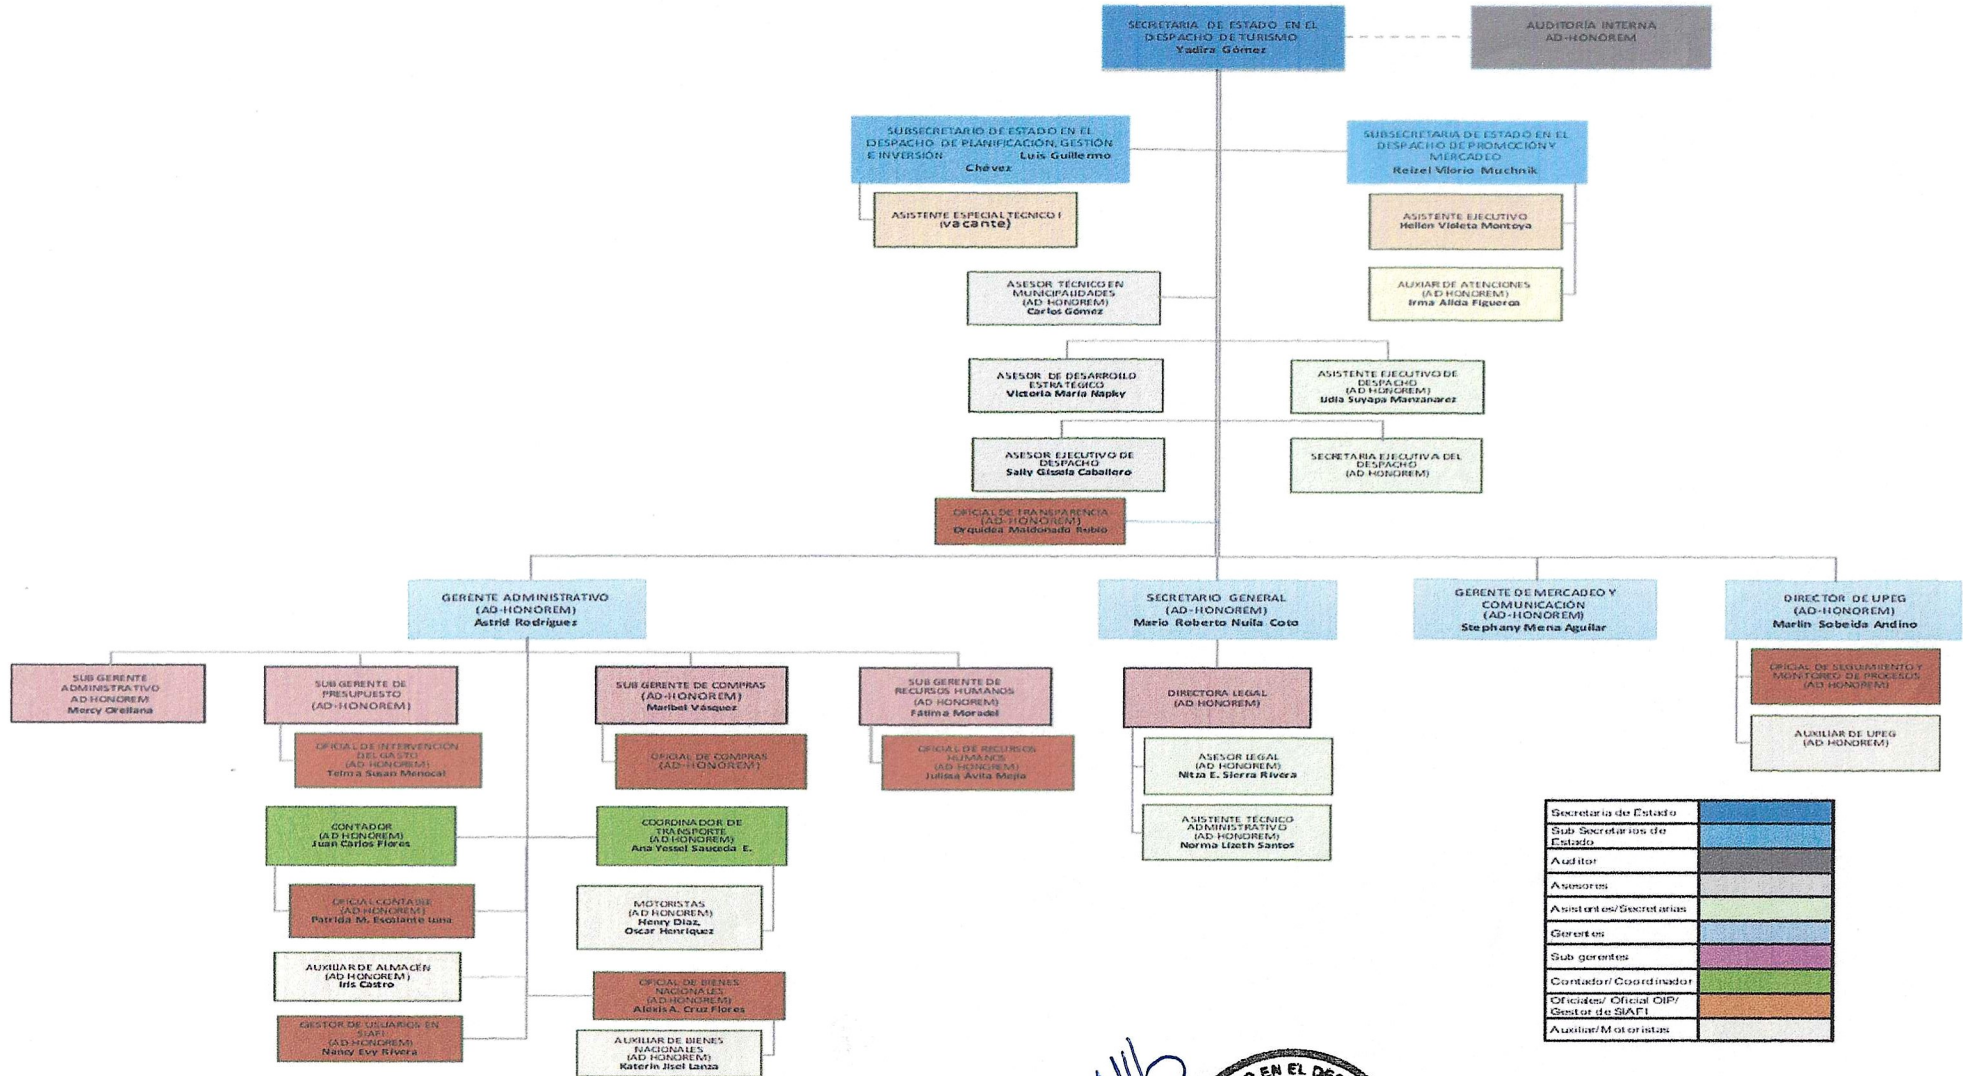 SECRETARIA DE ESTADO EN EL
DESPACHO DE TURISMO
Yadira Gómez
AUDITORÍA INTERNA
AD-HONOREM
SUBSECRETARIO DE ESTADO EN EL
DESPACHO DE PLANIFICACIÓN, GESTIÓN
E INVERSIÓN Luis Guillermo
Chévez
SUBSECRETARIA DE ESTADO EN EL
DESPACHO DE PROMOCIÓN Y
MERCADEO
Reizel Vilorio Muchnik
ASISTENTE ESPECIAL TECNICO I
(vacante)
ASISTENTE EJECUTIVO
Hellen Violeta Montoya
ASESOR TÉCNICO EN
MUNICIPALIDADES
(AD HONOREM)
Carlos Gómez
AUXIAR DE ATENCIONES
(AD HONOREM)
Irma Alida Figueroa
ASESOR DE DESARROLLO
ESTRATÉGICO
Victoria María Napky
ASISTENTE EJECUTIVO DE
DESPACHO
(AD HONOREM)
Lidia Suyapa Manzanarez
ASESOR EJECUTIVO DE
DESPACHO
Sally Gissela Caballero
SECRETARIA EJECUTIVA DEL
DESPACHO
(AD HONOREM)
OFICIAL DE TRANSPARENCIA
(AD-HONOREM)
Orquidea Maldonado Rubio
GERENTE ADMINISTRATIVO
(AD-HONOREM)
Astrid Rodríguez
SECRETARIO GENERAL
(AD-HONOREM)
Mario Roberto Nuila Coto
GERENTE DE MERCADEO Y
COMUNICACIÓN
(AD-HONOREM)
Stephany Mena Aguilar
DIRECTOR DE UPEG
(AD-HONOREM)
Marlin Sobeida Andino
SUB GERENTE
ADMINISTRATIVO
AD HONOREM
Mercy Orellana
SUB GERENTE DE
PRESUPUESTO
(AD-HONOREM)
SUB GERENTE DE COMPRAS
(AD-HONOREM)
Maribel Vásquez
SUB GERENTE DE
RECURSOS HUMANOS
(AD HONOREM)
Fátima Moradel
DIRECTORA LEGAL
(AD HONOREM)
OFICIAL DE SEGUIMIENTO Y
MONITOREO DE PROCESOS
(AD HONOREM)
OFICIAL DE INTERVENCIÓN
DEL GASTO
(AD HONOREM)
Telma Susan Menocal
OFICIAL DE COMPRAS
(AD-HONOREM)
OFICIAL DE RECURSOS
HUMANOS
(AD HONOREM)
Julissa Ávila Mejía
ASESOR LEGAL
(AD HONOREM)
Nitza E. Sierra Rivera
AUXILIAR DE UPEG
(AD HONOREM)
CONTADOR
(AD HONOREM)
Juan Carlos Flores
COORDINADOR DE
TRANSPORTE
(AD HONOREM)
Ana Yessel Sauceda E.
ASISTENTE TÉCNICO
ADMINISTRATIVO
(AD HONOREM)
Norma Lizeth Santos
OFICIAL CONTABLE
(AD HONOREM)
Patricia M. Escalante Luna
MOTORISTAS
(AD HONOREM)
Henry Díaz,
Oscar Henríquez
AUXILIAR DE ALMACÉN
(AD HONOREM)
Iris Castro
OFICIAL DE BIENES
NACIONALES
(AD HONOREM)
Alexis A. Cruz Flores
GESTOR DE USUARIOS EN
SIAFI
(AD HONOREM)
Nancy Evy Rivera
AUXILIAR DE BIENES
NACIONALES
(AD HONOREM)
Katerin Jisel Lanza
Secretaria de Estado
Sub Secretarios de
Estado
Auditor
Asesores
Asistentes/Secretarias
Gerentes
Sub gerentes
Contador/Coordinador
Oficiales/ Oficial OIP/
Gestor de SIAFI
Auxiliar/Motoristas
EN EL